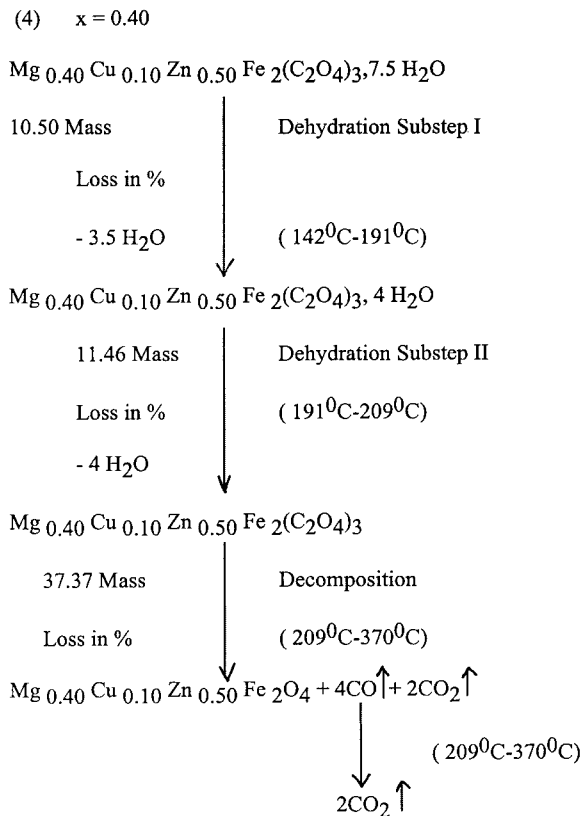 (4) x = 0.40
Mg 0.40 Cu 0.10 Zn 0.50 Fe 2(C2O4)3,7.5 H2O
10.50 Mass Dehydration Substep I
Loss in %
- 3.5 H2O ( 142⁰C-191⁰C)
Mg 0.40 Cu 0.10 Zn 0.50 Fe 2(C2O4)3, 4 H2O
11.46 Mass Dehydration Substep II
Loss in % ( 191⁰C-209⁰C)
- 4 H2O
Mg 0.40 Cu 0.10 Zn 0.50 Fe 2(C2O4)3
37.37 Mass Decomposition
Loss in % ( 209⁰C-370⁰C)
Mg 0.40 Cu 0.10 Zn 0.50 Fe 2O4 + 4CO↑ + 2CO2↑
( 209⁰C-370⁰C)
2CO2 ↑